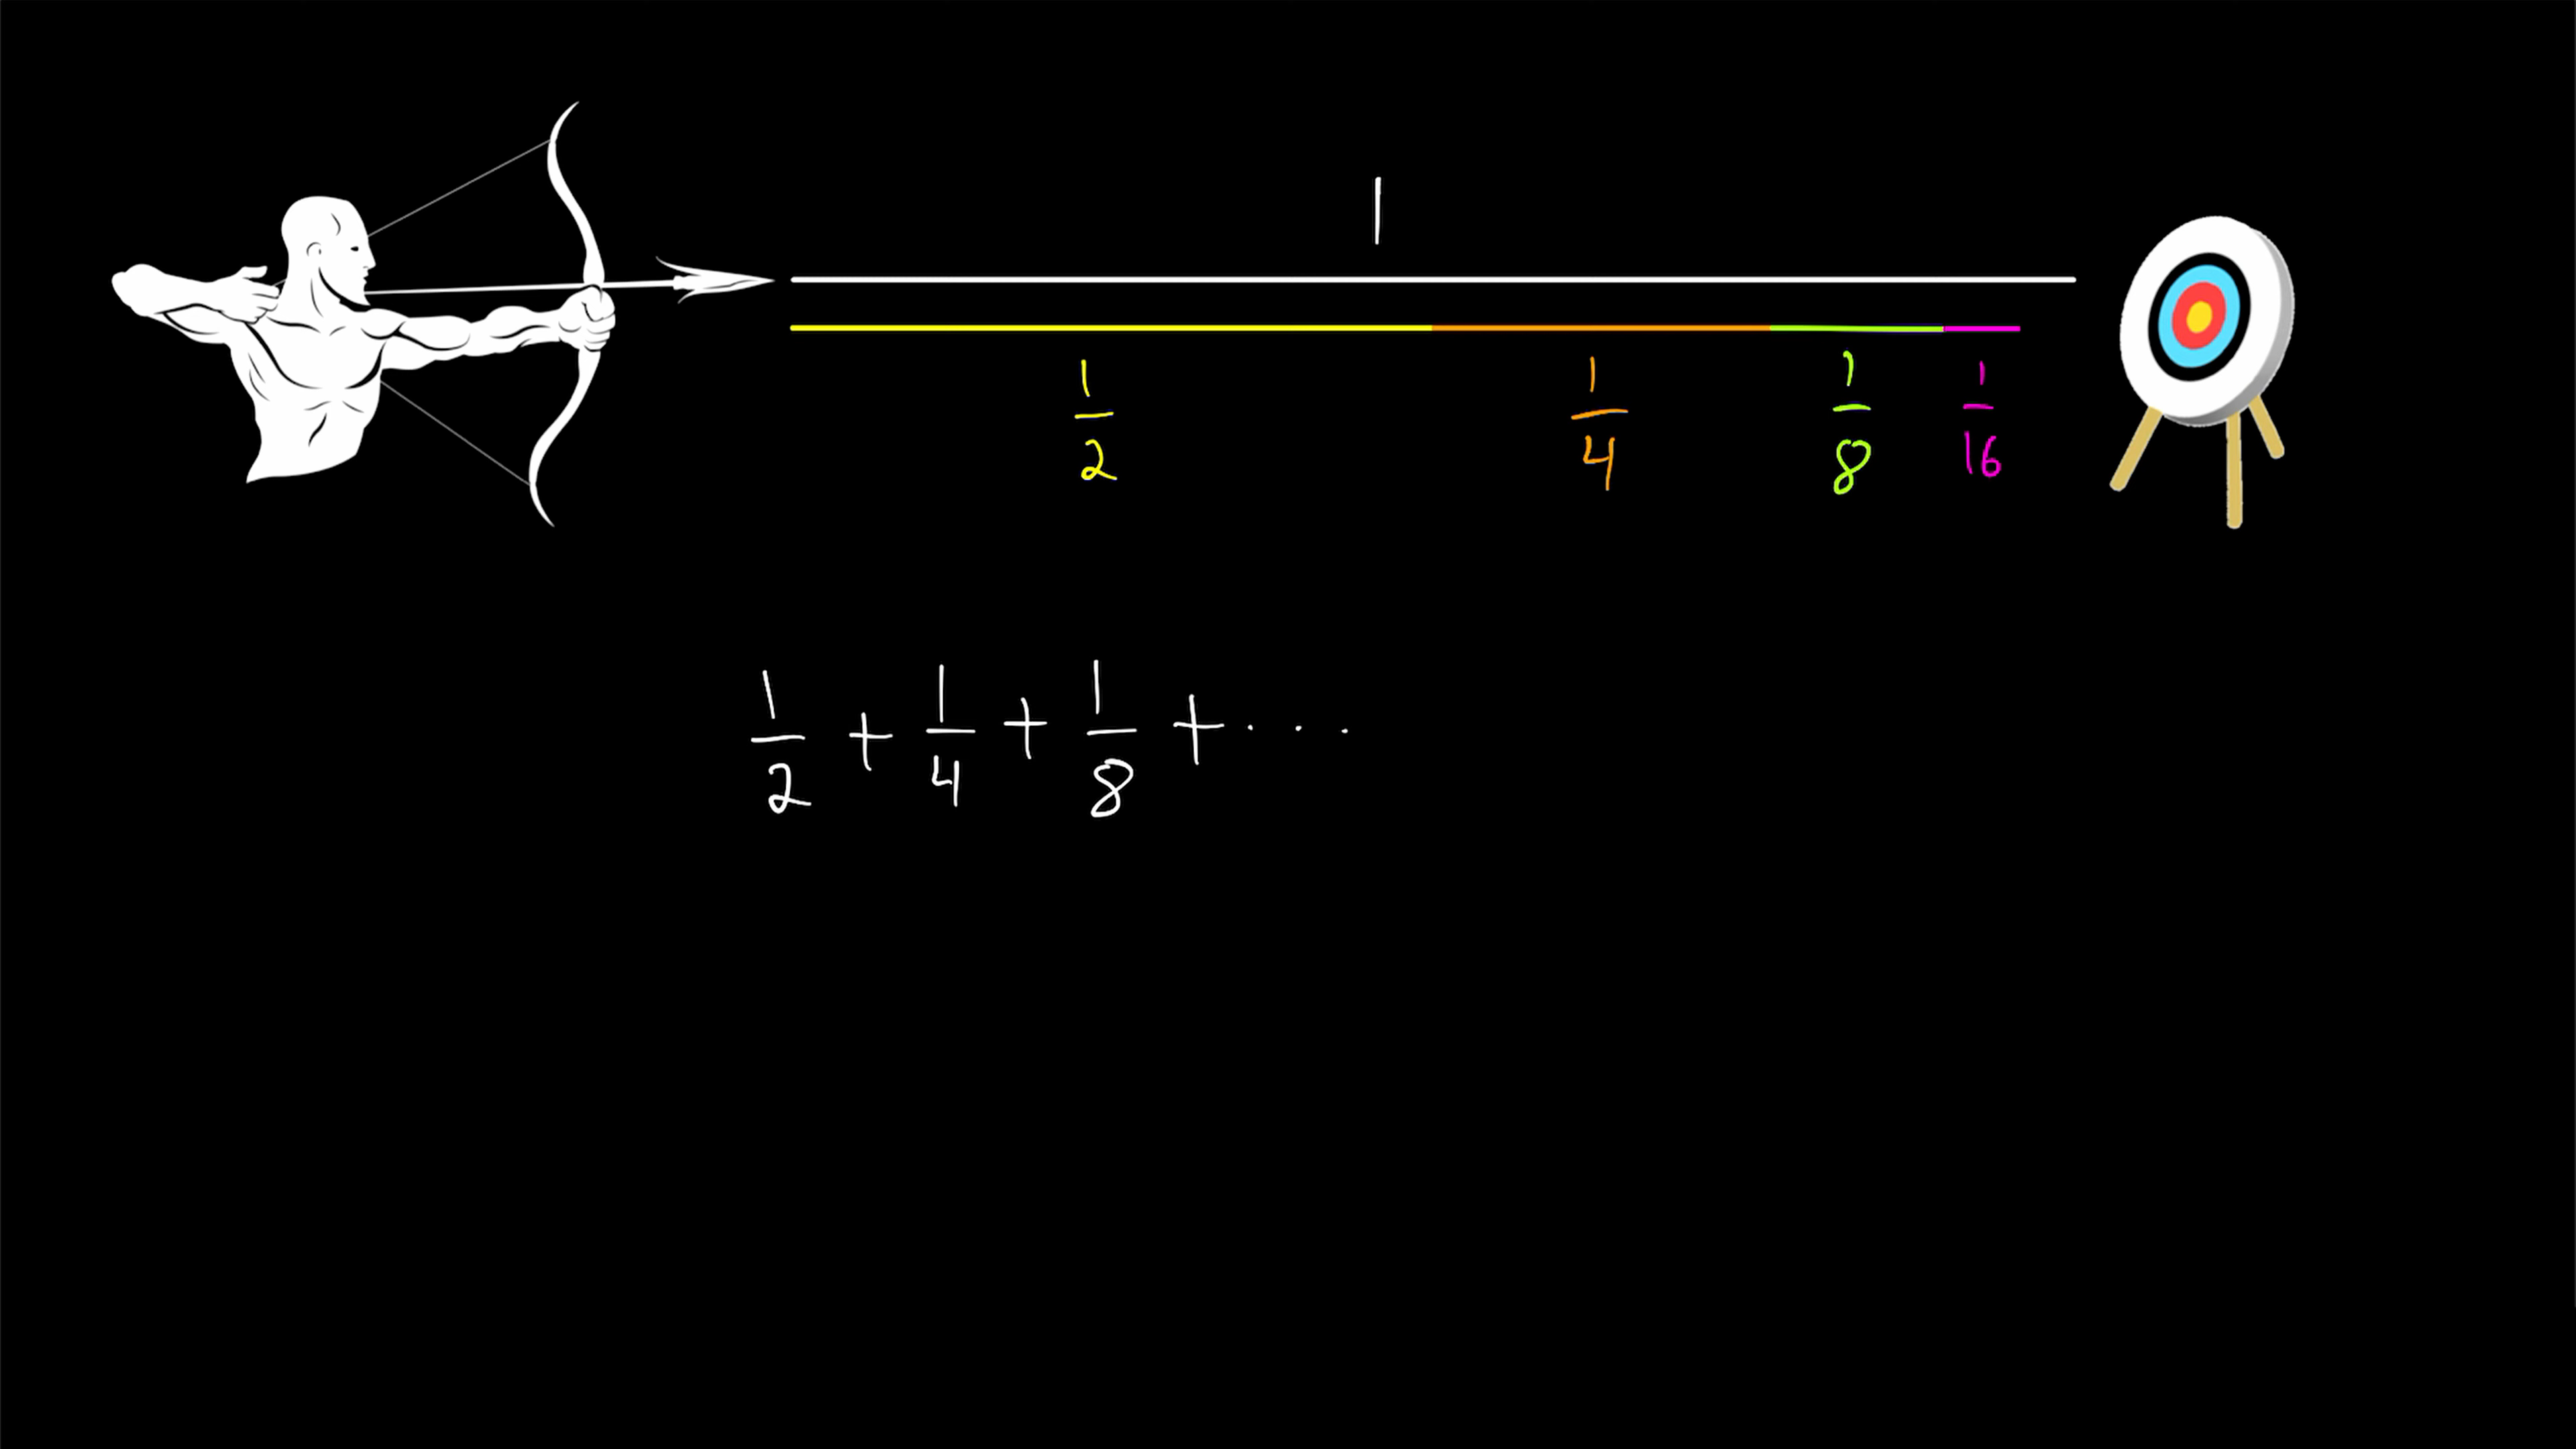 1
1/2 1/4 1/8 1/16
1/2 + 1/4 + 1/8 + . . .